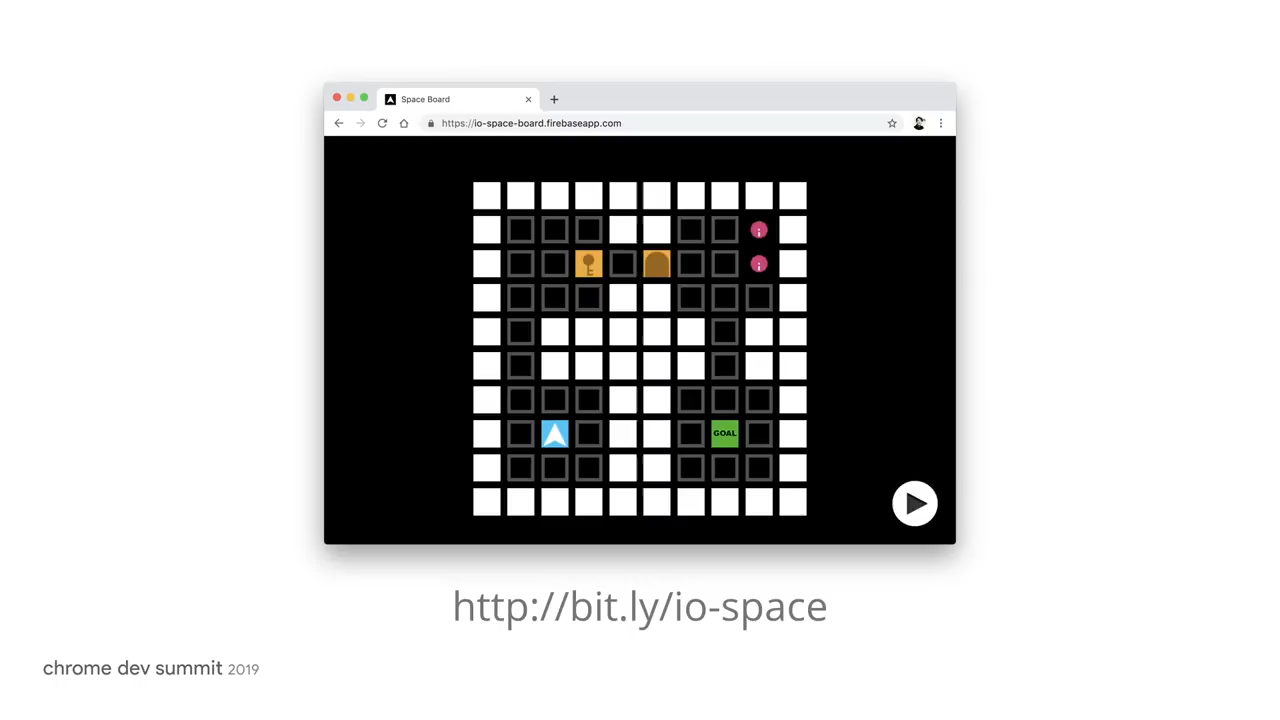 Space Board
https://io-space-board.firebaseapp.com
GOAL
http://bit.ly/io-space
chrome dev summit 2019